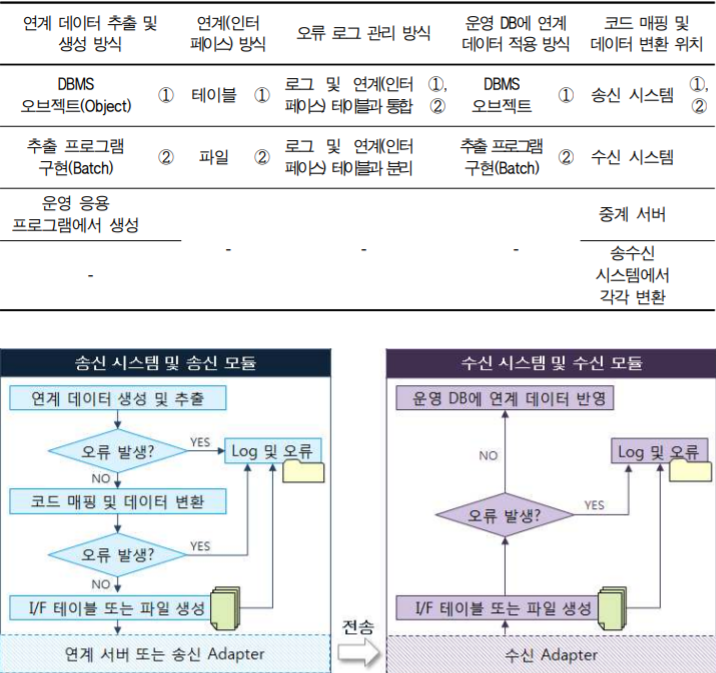 연계 데이터 추출 및 연계(인터 오류 로그 관리 방식 운영 DB에 연계 코드 매핑 및
생성 방식 페이스) 방식 데이터 적용 방식 데이터 변환 위치
DBMS 로그 및 연계(인터 ①, DBMS ①,
오브젝트(Object) ① 테이블 ① 페이스) 테이블과 통합 ② 오브젝트 ① 송신 시스템 ②
추출 프로그램 로그 및 연계(인터 추출 프로그램
구현(Batch) ② 파일 ② 페이스) 테이블과 분리 구현(Batch) ② 수신 시스템
운영 응용
프로그램에서 생성 중계 서버
- - -
- 송수신
시스템에서
각각 변환
송신 시스템 및 송신 모듈
연계 데이터 생성 및 추출
오류 발생?
YES
Log 및 오류
NO
코드 매핑 및 데이터 변환
오류 발생?
YES
NO
I/F 테이블 또는 파일 생성
연계 서버 또는 송신 Adapter
전송
수신 시스템 및 수신 모듈
운영 DB에 연계 데이터 반영
NO
Log 및 오류
오류 발생?
YES
I/F 테이블 또는 파일 생성
수신 Adapter